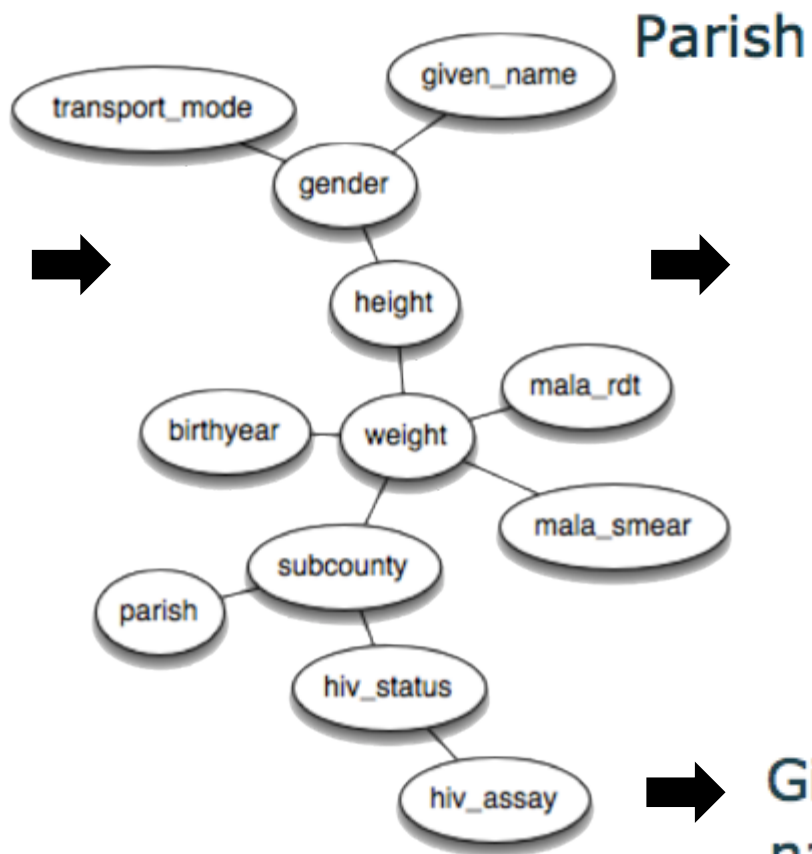 Parish
given_name
transport_mode
gender
height
mala_rdt
birthyear
weight
mala_smear
subcounty
parish
hiv_status
hiv_assay